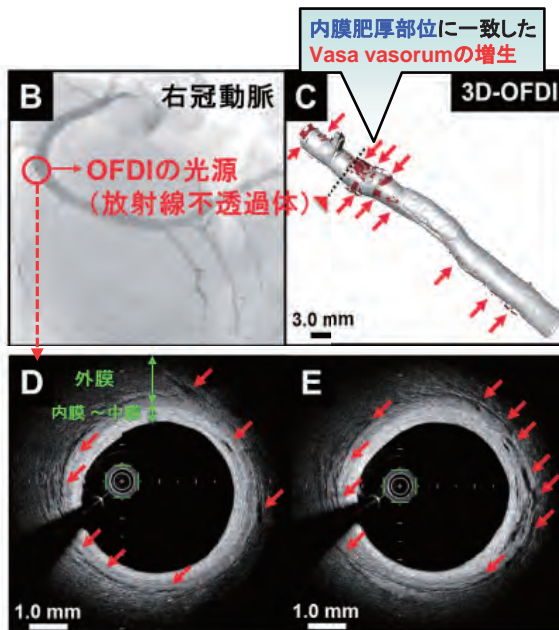 内膜肥厚部位に一致した
Vasa vasorumの増生
B
右冠動脈
OFDIの光源
(放射線不透過体)
C
3D-OFDI
3.0 mm
D
外膜
内膜~中膜
1.0 mm
E
1.0 mm